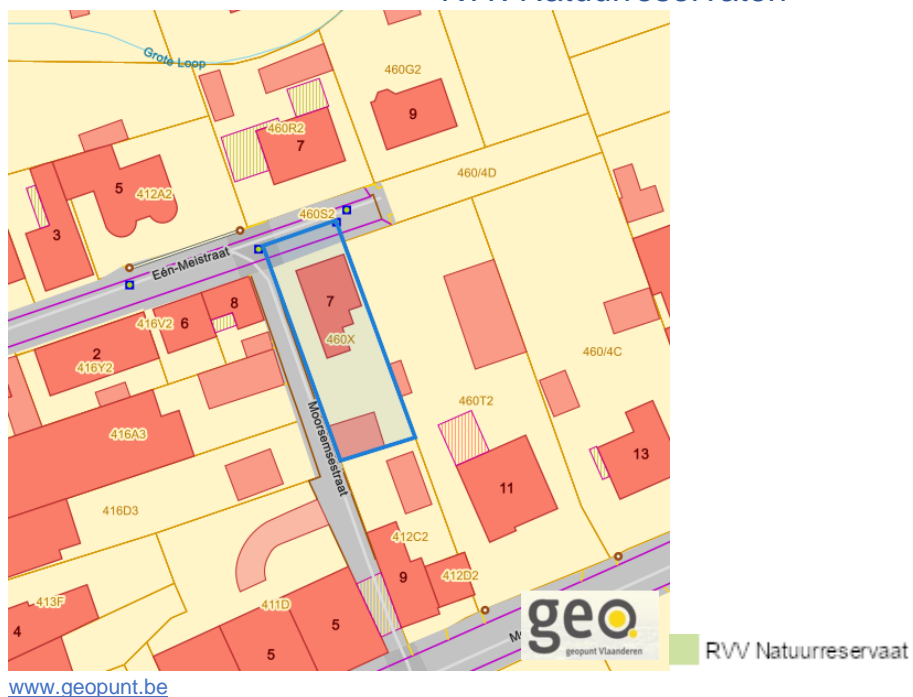 RVV Natuurreservaten
Grote Loop
460G2
9
460R2
7
460/4D
5
412A2
460S2
3
Eén-Meistraat
8
7
416V2
6
460X
2
416Y2
460/4C
460T2
Moorsemsestraat
416A3
13
11
416D3
412C2
9
412D2
413F
411D
4
5
5
geo
geopunt Vlaanderen
RVV Natuurreservaat
www.geopunt.be